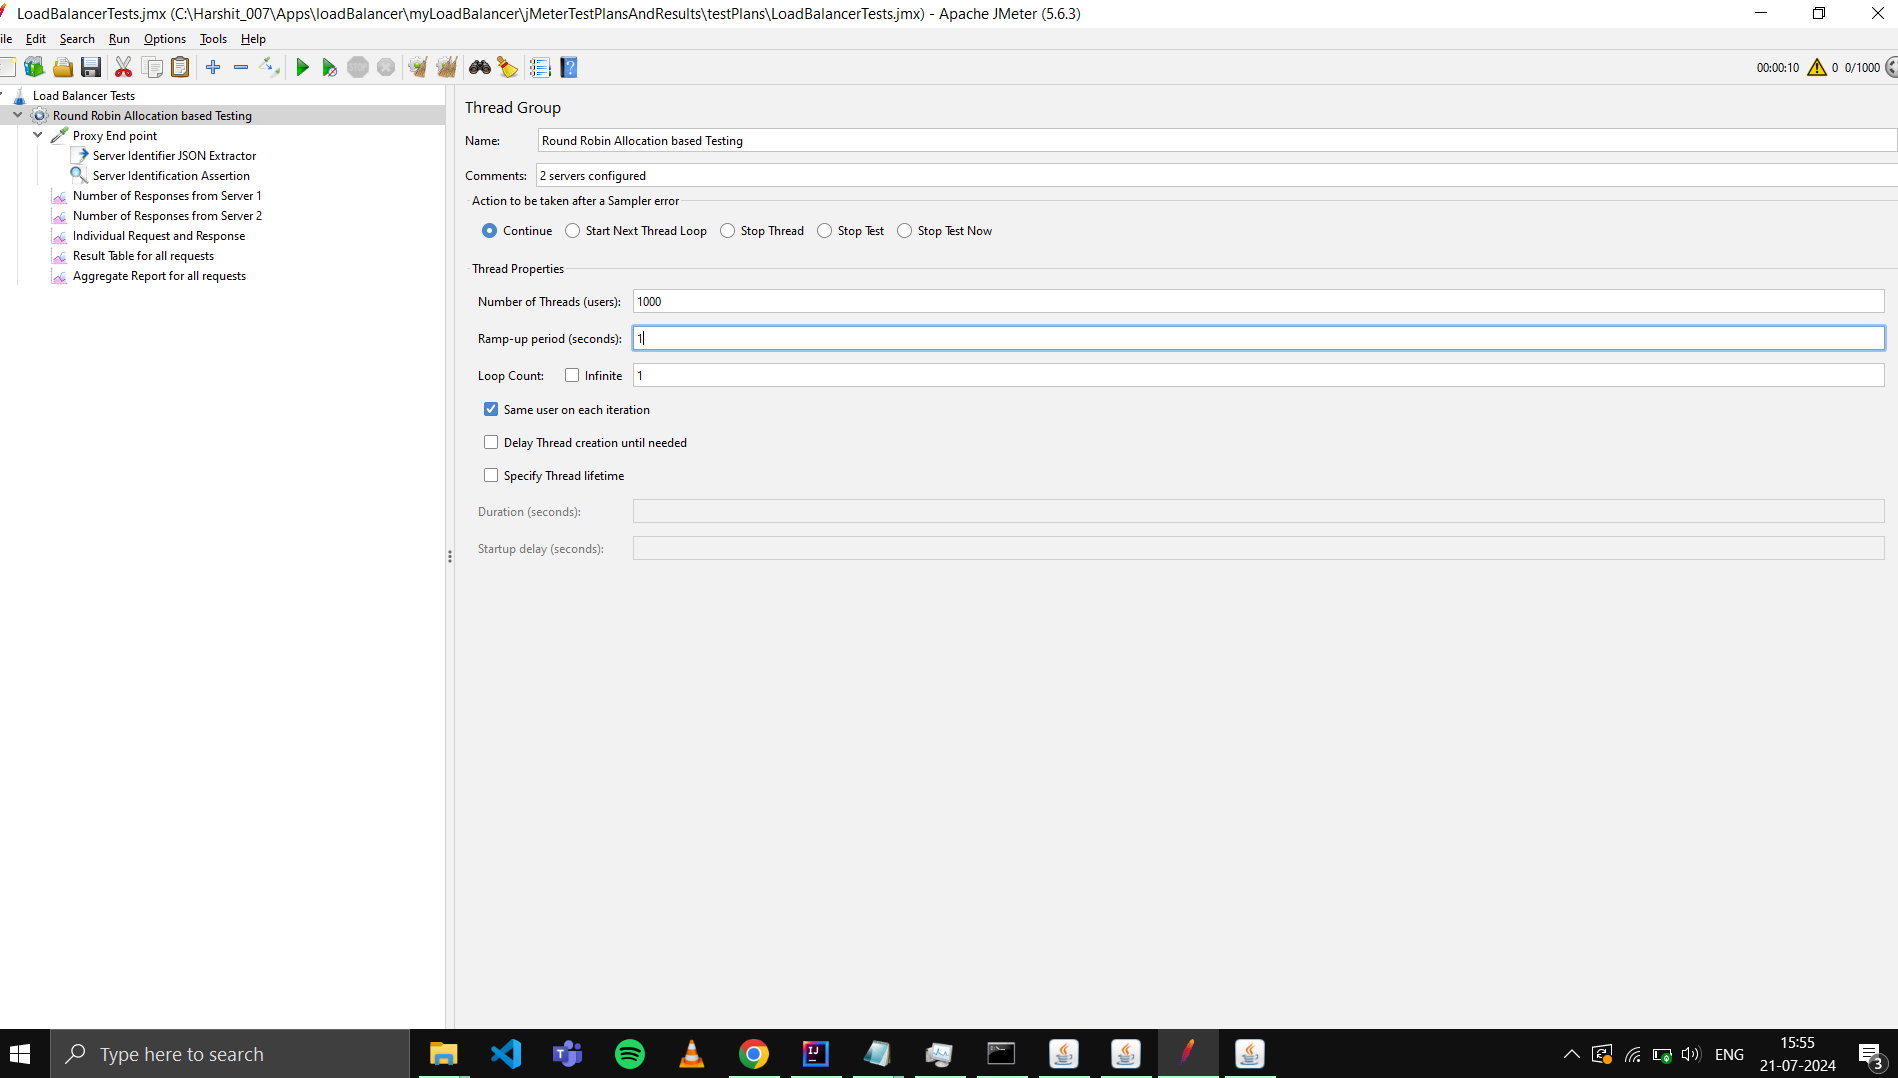 LoadBalancerTests.jmx (C:\Harshit_007\Apps\loadBalancer\myLoadBalancer\jMeterTestPlansAndResults\testPlans\LoadBalancerTests.jmx) - Apache JMeter (5.6.3)
ile Edit Search Run Options Tools Help
STOP 00:00:10 0 0/1000
Load Balancer Tests
Round Robin Allocation based Testing
Proxy End point
Server Identifier JSON Extractor
Server Identification Assertion
Number of Responses from Server 1
Number of Responses from Server 2
Individual Request and Response
Result Table for all requests
Aggregate Report for all requests
Thread Group
Name: Round Robin Allocation based Testing
Comments: 2 servers configured
Action to be taken after a Sampler error
Continue Start Next Thread Loop Stop Thread Stop Test Stop Test Now
Thread Properties
Number of Threads (users): 1000
Ramp-up period (seconds): 1
Loop Count: Infinite 1
Same user on each iteration
Delay Thread creation until needed
Specify Thread lifetime
Duration (seconds):
Startup delay (seconds):
Type here to search
IJ
ENG
15:55
21-07-2024
3